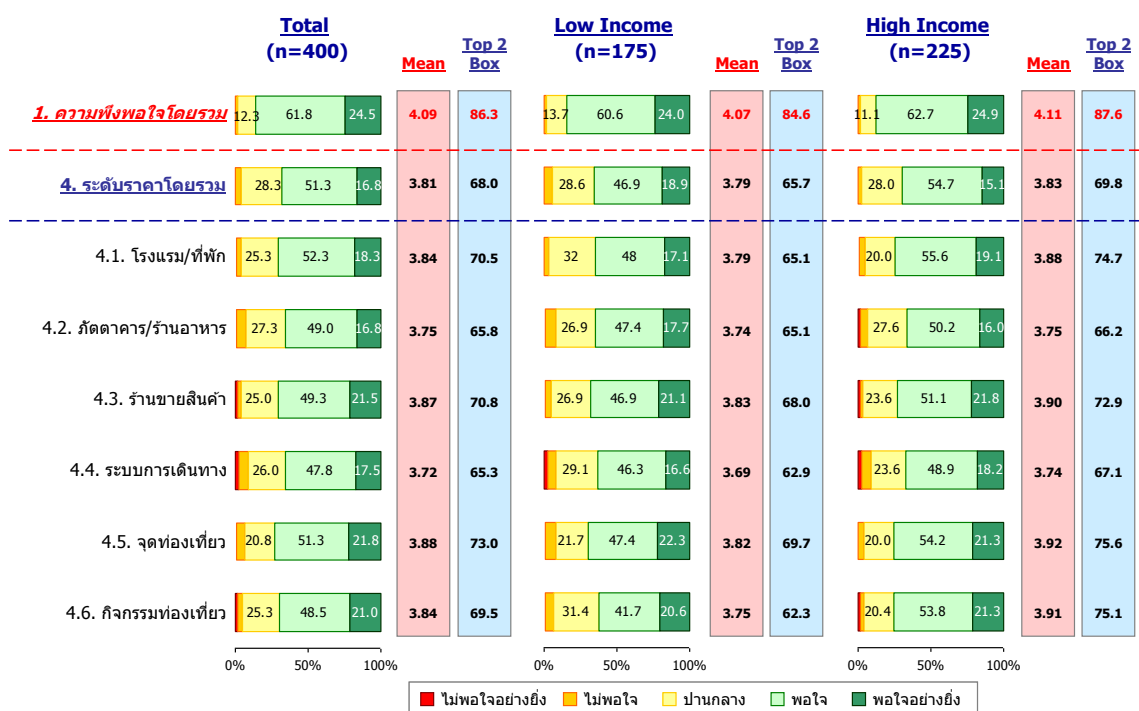 Total Low Income High Income
(n=400) Mean Top 2 Box (n=175) Mean Top 2 Box (n=225) Mean Top 2 Box
1. ความพึงพอใจโดยรวม 12.3 61.8 24.5 4.09 86.3 13.7 60.6 24.0 4.07 84.6 11.1 62.7 24.9 4.11 87.6
4. ระดับราคาโดยรวม 28.3 51.3 16.8 3.81 68.0 28.6 46.9 18.9 3.79 65.7 28.0 54.7 15.1 3.83 69.8
4.1. โรงแรม/ที่พัก 25.3 52.3 18.3 3.84 70.5 32 48 17.1 3.79 65.1 20.0 55.6 19.1 3.88 74.7
4.2. ภัตตาคาร/ร้านอาหาร 27.3 49.0 16.8 3.75 65.8 26.9 47.4 17.7 3.74 65.1 27.6 50.2 16.0 3.75 66.2
4.3. ร้านขายสินค้า 25.0 49.3 21.5 3.87 70.8 26.9 46.9 21.1 3.83 68.0 23.6 51.1 21.8 3.90 72.9
4.4. ระบบการเดินทาง 26.0 47.8 17.5 3.72 65.3 29.1 46.3 16.6 3.69 62.9 23.6 48.9 18.2 3.74 67.1
4.5. จุดท่องเที่ยว 20.8 51.3 21.8 3.88 73.0 21.7 47.4 22.3 3.82 69.7 20.0 54.2 21.3 3.92 75.6
4.6. กิจกรรมท่องเที่ยว 25.3 48.5 21.0 3.84 69.5 31.4 41.7 20.6 3.75 62.3 20.4 53.8 21.3 3.91 75.1
0% 50% 100% 0% 50% 100% 0% 50% 100%
ไม่พอใจอย่างยิ่ง ไม่พอใจ ปานกลาง พอใจ พอใจอย่างยิ่ง